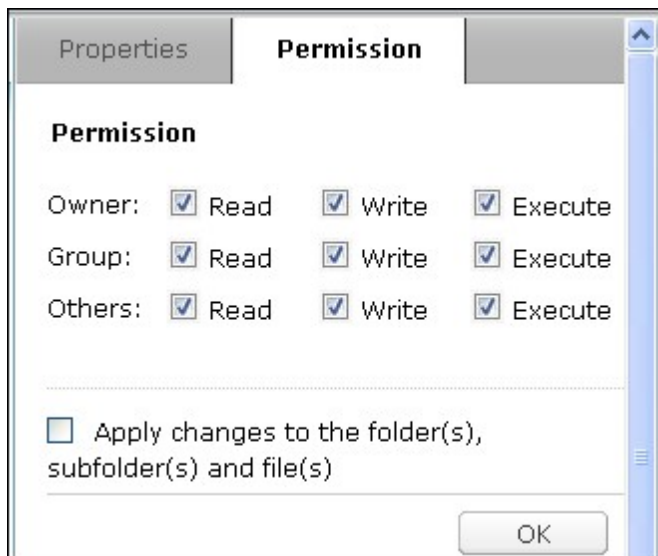 Properties Permission
Permission
Owner: Read Write Execute
Group: Read Write Execute
Others: Read Write Execute
Apply changes to the folder(s),
subfolder(s) and file(s)
OK